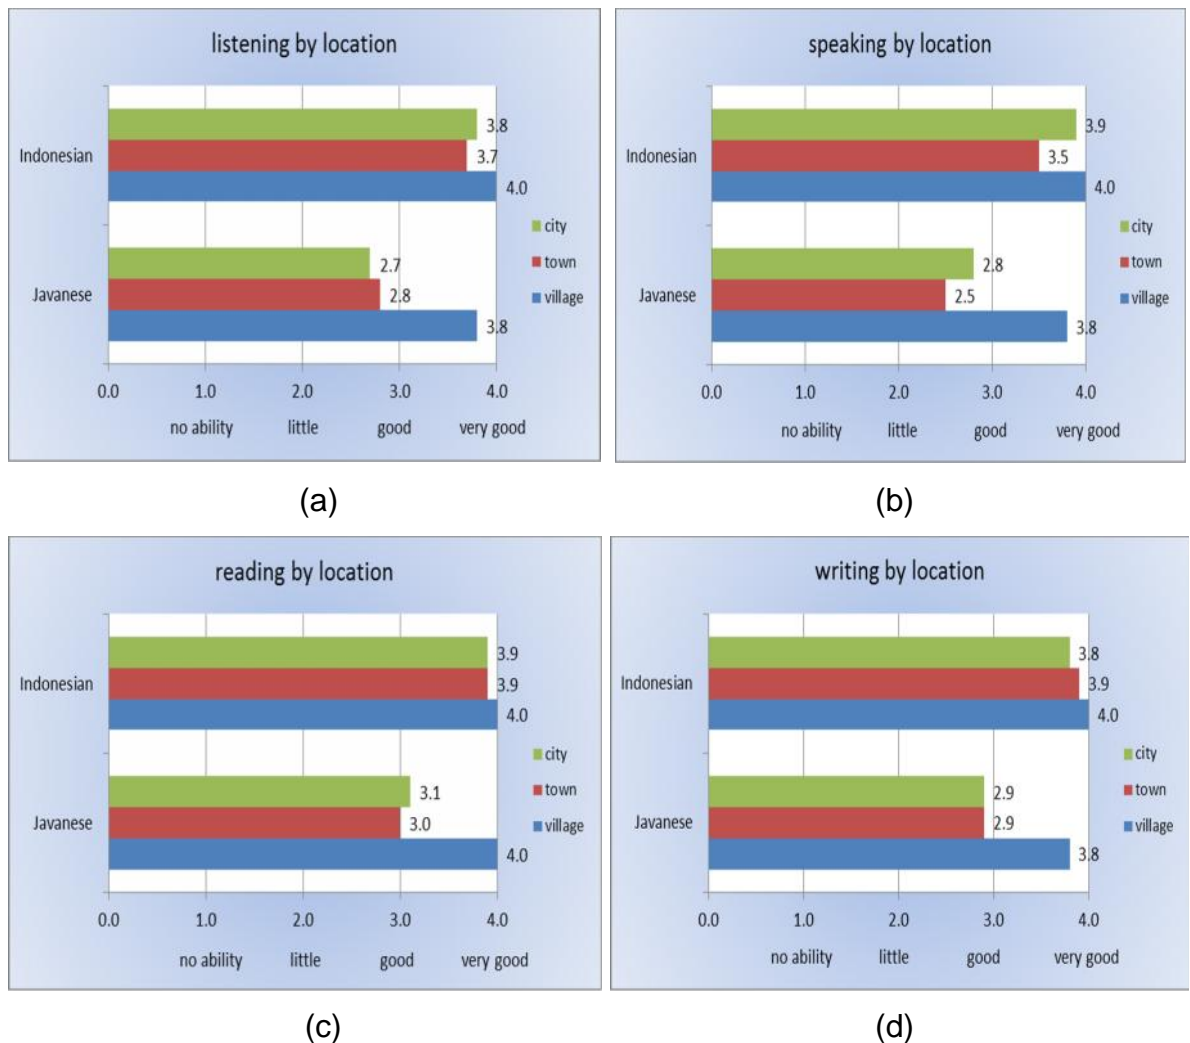 listening by location
Indonesian
3.8
3.7
4.0
Javanese
2.7
2.8
3.8
city
town
village
0.0 1.0 2.0 3.0 4.0
no ability little good very good
(a)
speaking by location
Indonesian
3.9
3.5
4.0
Javanese
2.8
2.5
3.8
city
town
village
0.0 1.0 2.0 3.0 4.0
no ability little good very good
(b)
reading by location
Indonesian
3.9
3.9
4.0
Javanese
3.1
3.0
4.0
city
town
village
0.0 1.0 2.0 3.0 4.0
no ability little good very good
(c)
writing by location
Indonesian
3.8
3.9
4.0
Javanese
2.9
2.9
3.8
city
town
village
0.0 1.0 2.0 3.0 4.0
no ability little good very good
(d)